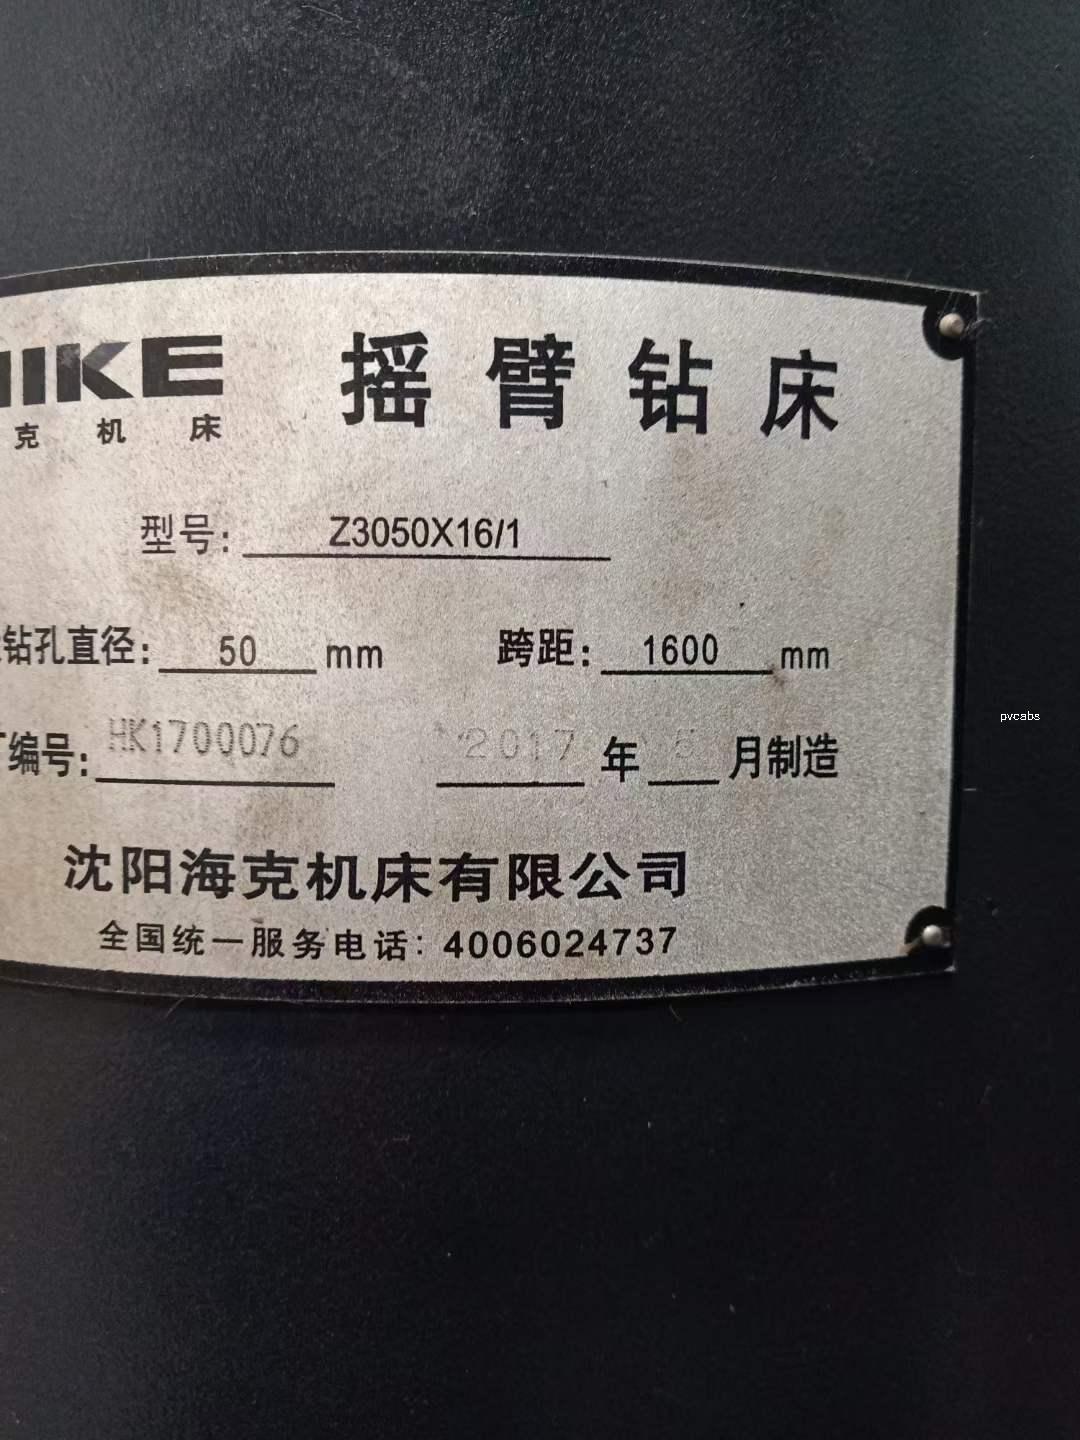 IKE 摇臂钻床
克机床
型号: Z3050X16/1
钻孔直径: 50 mm 跨距: 1600 mm
编号: HK1700076 2017 年 5 月制造
沈阳海克机床有限公司
全国统一服务电话: 4006024737
pvcabs